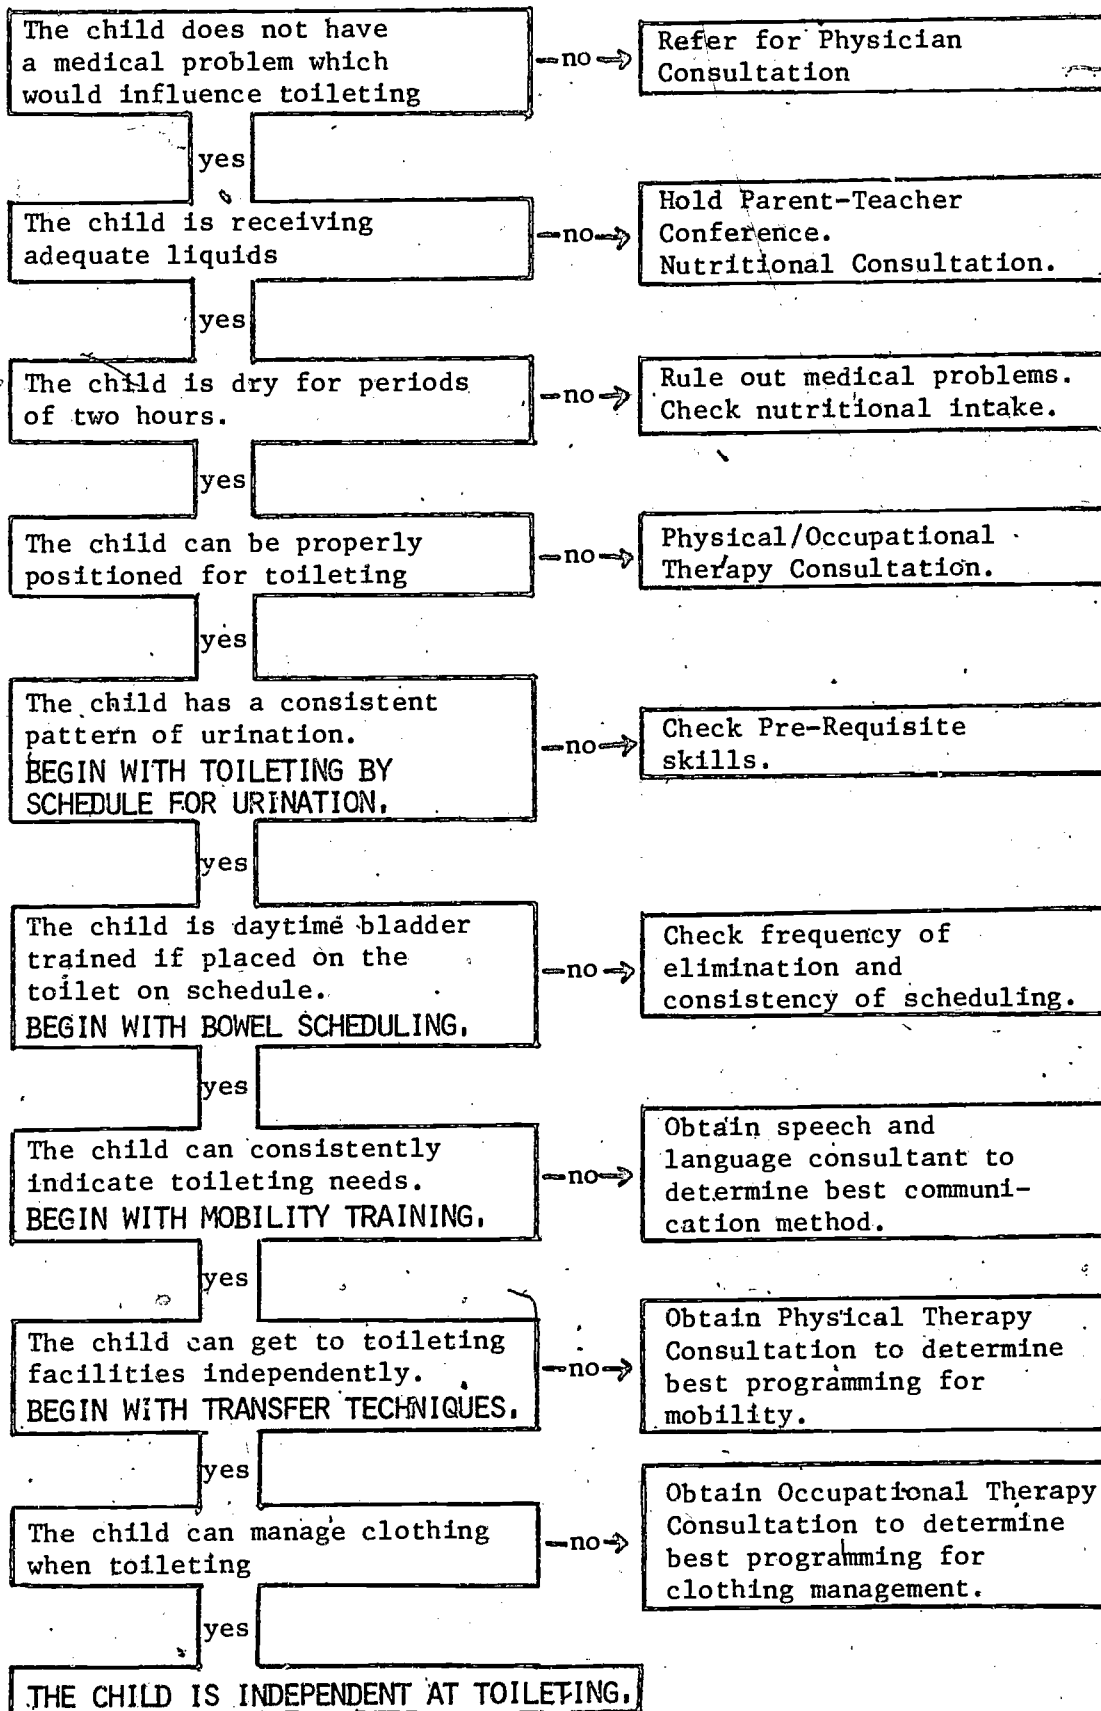 The child does not have
a medical problem which
would influence toileting
no
Refer for Physician
Consultation
yes
The child is receiving
adequate liquids
no
Hold Parent-Teacher
Conference.
Nutritional Consultation.
yes
The child is dry for periods
of two hours.
no
Rule out medical problems.
Check nutritional intake.
yes
The child can be properly
positioned for toileting
no
Physical/Occupational
Therapy Consultation.
yes
The child has a consistent
pattern of urination.
BEGIN WITH TOILETING BY
SCHEDULE FOR URINATION.
no
Check Pre-Requisite
skills.
yes
The child is daytime bladder
trained if placed on the
toilet on schedule.
BEGIN WITH BOWEL SCHEDULING.
no
Check frequency of
elimination and
consistency of scheduling.
yes
The child can consistently
indicate toileting needs.
BEGIN WITH MOBILITY TRAINING.
no
Obtain speech and
language consultant to
determine best communi-
cation method.
yes
The child can get to toileting
facilities independently.
BEGIN WITH TRANSFER TECHNIQUES.
no
Obtain Physical Therapy
Consultation to determine
best programming for
mobility.
yes
The child can manage clothing
when toileting
no
Obtain Occupational Therapy
Consultation to determine
best programming for
clothing management.
yes
THE CHILD IS INDEPENDENT AT TOILETING.